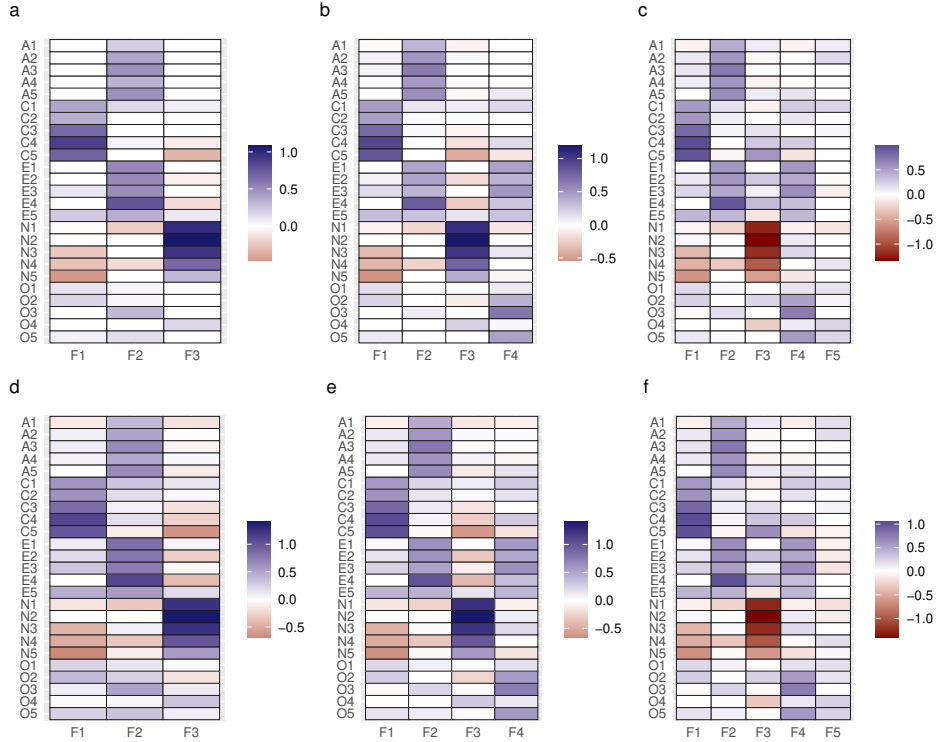 a
A1
A2
A3
A4
A5
C1
C2
C3
C4
C5
E1
E2
E3
E4
E5
N1
N2
N3
N4
N5
O1
O2
O3
O4
O5
F1 F2 F3
1.0
0.5
0.0
b
A1
A2
A3
A4
A5
C1
C2
C3
C4
C5
E1
E2
E3
E4
E5
N1
N2
N3
N4
N5
O1
O2
O3
O4
O5
F1 F2 F3 F4
1.0
0.5
0.0
−0.5
c
A1
A2
A3
A4
A5
C1
C2
C3
C4
C5
E1
E2
E3
E4
E5
N1
N2
N3
N4
N5
O1
O2
O3
O4
O5
F1 F2 F3 F4 F5
0.5
0.0
−0.5
−1.0
d
A1
A2
A3
A4
A5
C1
C2
C3
C4
C5
E1
E2
E3
E4
E5
N1
N2
N3
N4
N5
O1
O2
O3
O4
O5
F1 F2 F3
1.0
0.5
0.0
−0.5
e
A1
A2
A3
A4
A5
C1
C2
C3
C4
C5
E1
E2
E3
E4
E5
N1
N2
N3
N4
N5
O1
O2
O3
O4
O5
F1 F2 F3 F4
1.0
0.5
0.0
−0.5
f
A1
A2
A3
A4
A5
C1
C2
C3
C4
C5
E1
E2
E3
E4
E5
N1
N2
N3
N4
N5
O1
O2
O3
O4
O5
F1 F2 F3 F4 F5
1.0
0.5
0.0
−0.5
−1.0